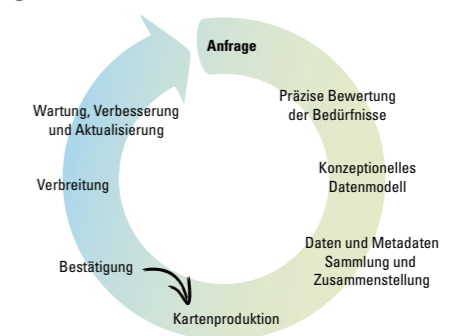 Anfrage
Präzise Bewertung
der Bedürfnisse
Konzeptionelles
Datenmodell
Daten und Metadaten
Sammlung und
Zusammenstellung
Kartenproduktion
Bestätigung
Verbreitung
Wartung, Verbesserung
und Aktualisierung